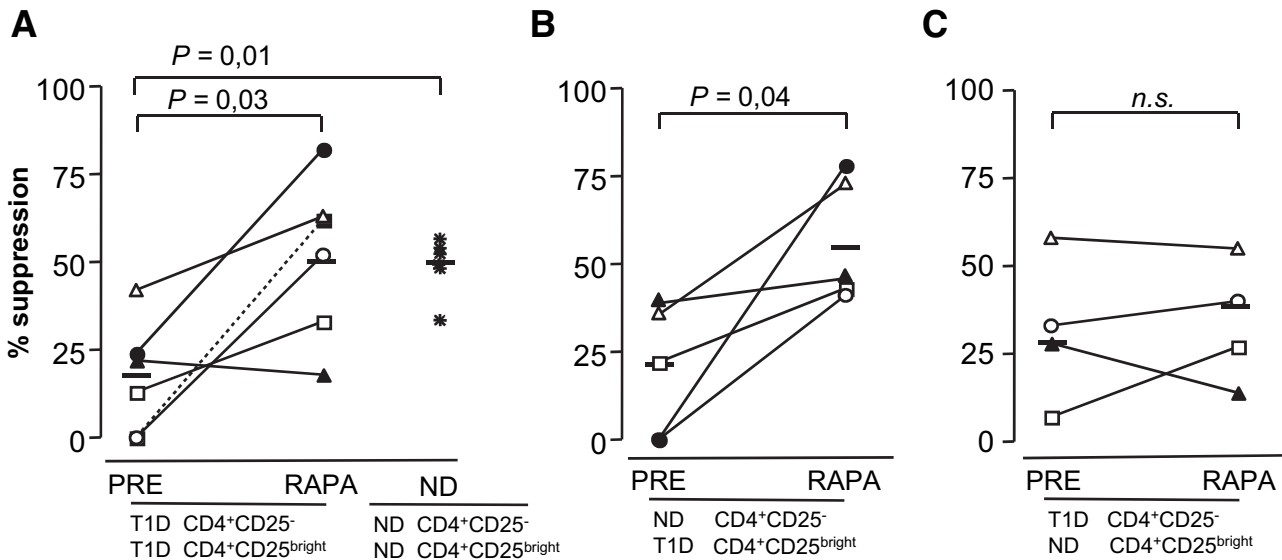 A
P = 0,01
P = 0,03
% suppression
100
75
50
25
0
PRE RAPA ND
T1D CD4⁺CD25⁻ ND CD4⁺CD25⁻
T1D CD4⁺CD25ᵇʳⁱᵍʰᵗ ND CD4⁺CD25ᵇʳⁱᵍʰᵗ
B
P = 0,04
100
75
50
25
0
PRE RAPA
ND CD4⁺CD25⁻
T1D CD4⁺CD25ᵇʳⁱᵍʰᵗ
C
n.s.
100
75
50
25
0
PRE RAPA
T1D CD4⁺CD25⁻
ND CD4⁺CD25ᵇʳⁱᵍʰᵗ